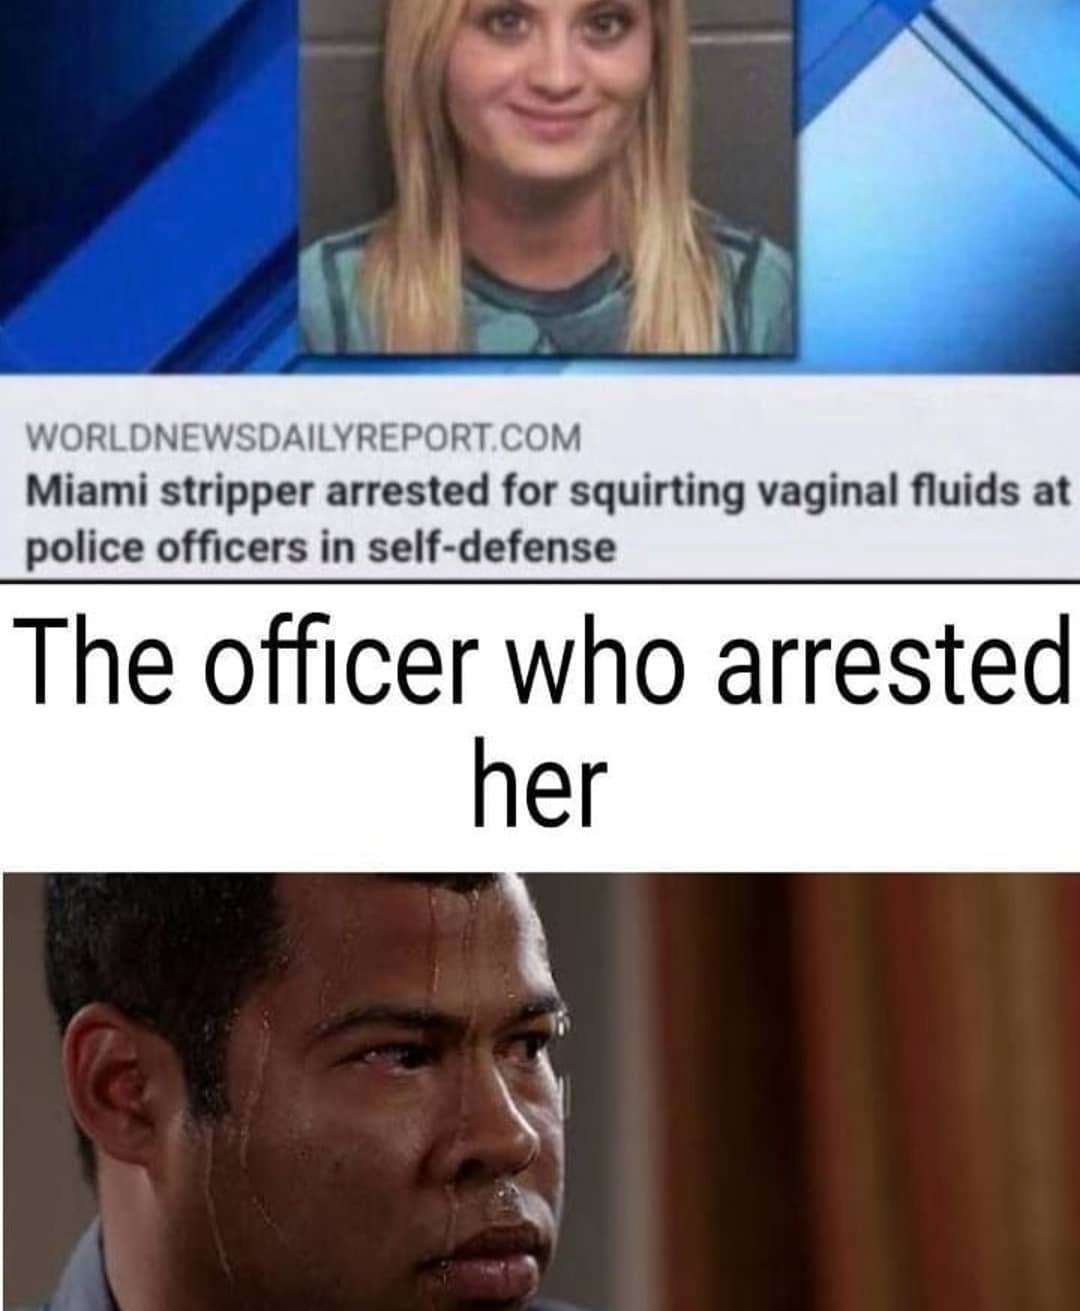 WORLDNEWSDAILYREPORT.COM
Miami stripper arrested for squirting vaginal fluids at
police officers in self-defense
The officer who arrested
her